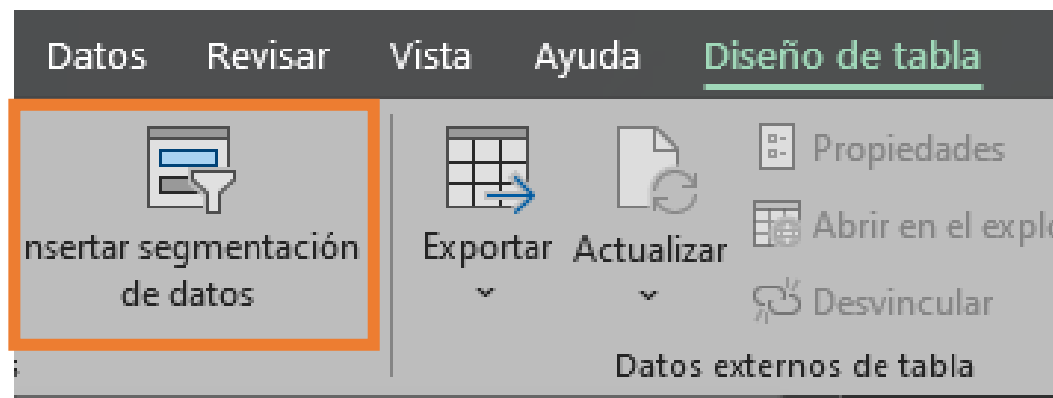 Datos Revisar Vista Ayuda Diseño de tabla
nsertar segmentación
de datos
Exportar
Actualizar
Propiedades
Abrir en el explo
Desvincular
s
Datos externos de tabla